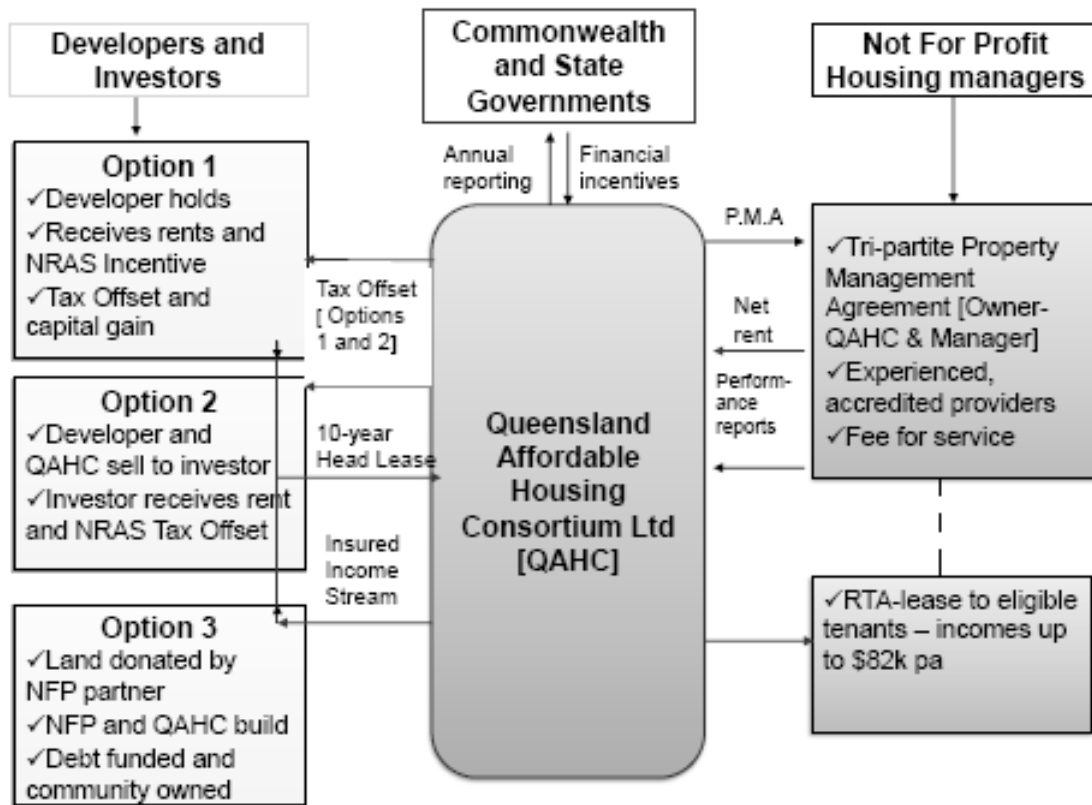 Developers and
Investors
Commonwealth
and State
Governments
Not For Profit
Housing managers
Option 1
✓Developer holds
✓Receives rents and
NRAS Incentive
✓Tax Offset and
capital gain
Option 2
✓Developer and
QAHC sell to investor
✓Investor receives rent
and NRAS Tax Offset
Option 3
✓Land donated by
NFP partner
✓NFP and QAHC build
✓Debt funded and
community owned
Annual
reporting
Financial
incentives
Tax Offset
[ Options
1 and 2]
10-year
Head Lease
Insured
Income
Stream
Queensland
Affordable
Housing
Consortium Ltd
[QAHC]
P.M.A
Net
rent
Perform-
ance
reports
✓Tri-partite Property
Management
Agreement [Owner-
QAHC & Manager]
✓Experienced,
accredited providers
✓Fee for service
✓RTA-lease to eligible
tenants – incomes up
to $82k pa